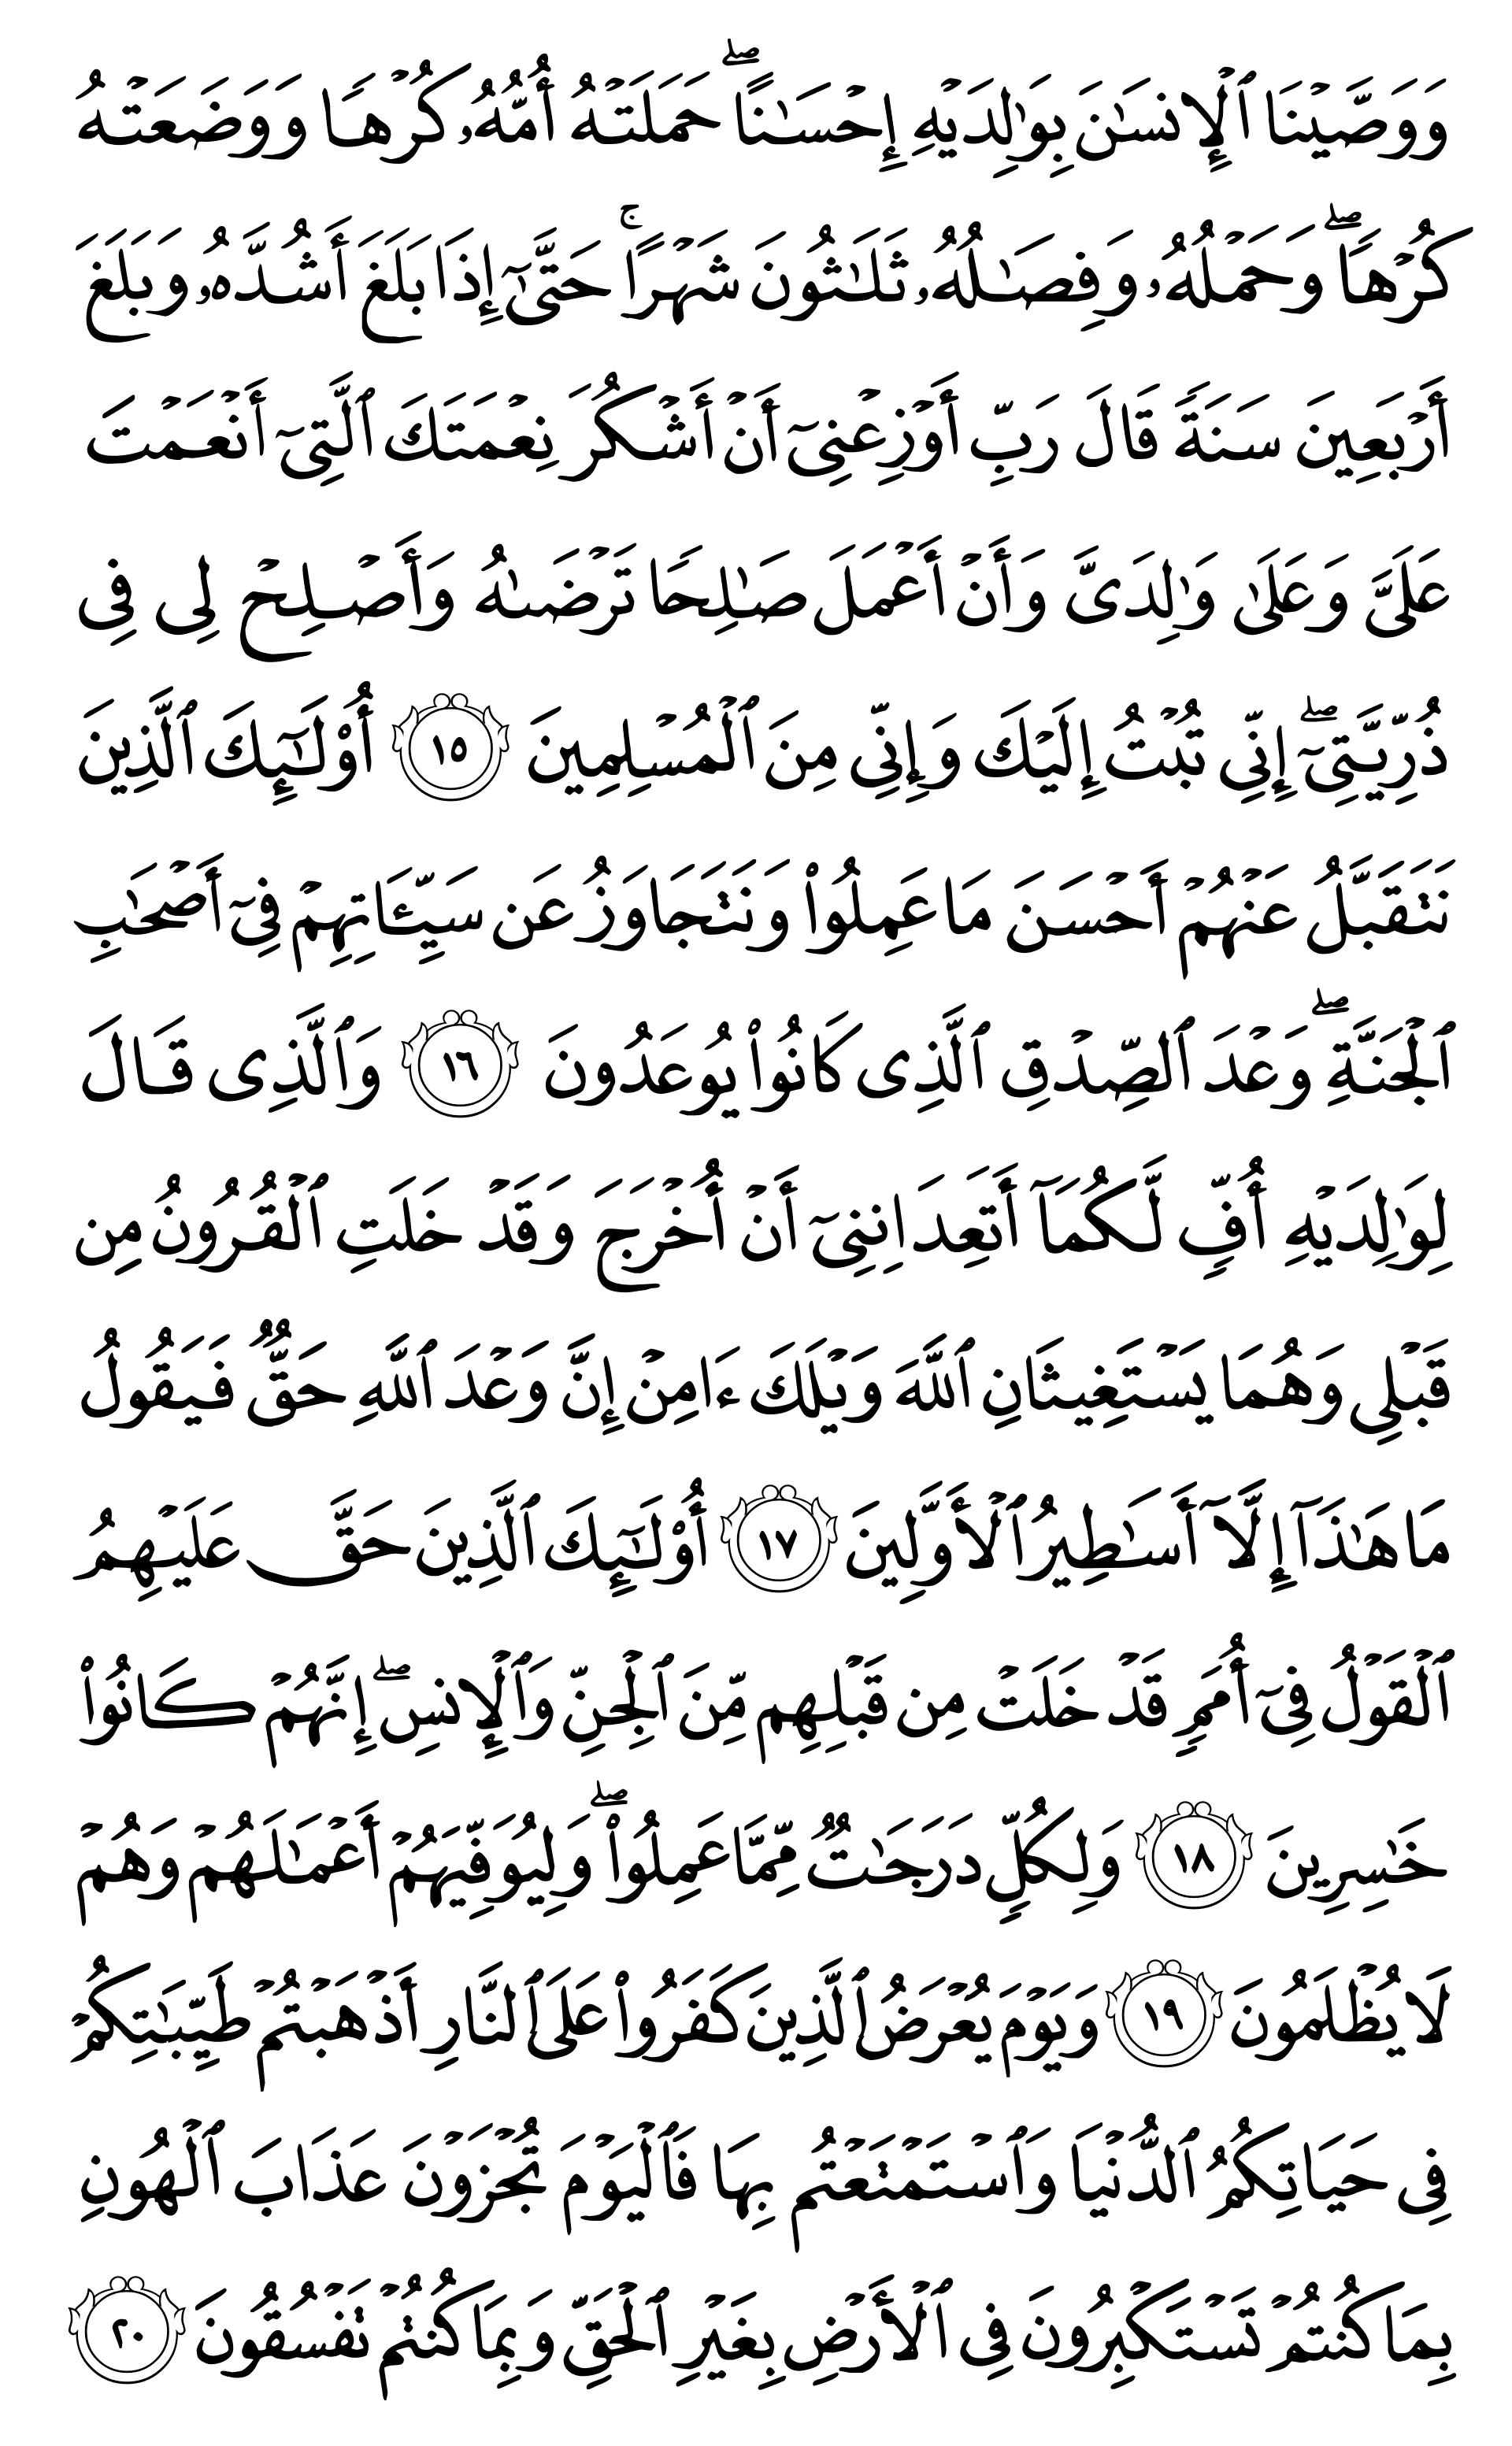 وَوَصَّيْنَا ٱلْإِنسَـٰنَ بِوَٰلِدَيْهِ إِحْسَـٰنًا ۖ حَمَلَتْهُ أُمُّهُۥ كُرْهًا وَوَضَعَتْهُ
كُرْهًا ۖ وَحَمْلُهُۥ وَفِصَـٰلُهُۥ ثَلَـٰثُونَ شَهْرًا ۚ حَتَّىٰٓ إِذَا بَلَغَ أَشُدَّهُۥ وَبَلَغَ
أَرْبَعِينَ سَنَةً قَالَ رَبِّ أَوْزِعْنِىٓ أَنْ أَشْكُرَ نِعْمَتَكَ ٱلَّتِىٓ أَنْعَمْتَ
عَلَىَّ وَعَلَىٰ وَٰلِدَىَّ وَأَنْ أَعْمَلَ صَـٰلِحًا تَرْضَىٰهُ وَأَصْلِحْ لِى فِى
ذُرِّيَّتِىٓ ۖ إِنِّى تُبْتُ إِلَيْكَ وَإِنِّى مِنَ ٱلْمُسْلِمِينَ ١٥ أُو۟لَـٰٓئِكَ ٱلَّذِينَ
نَتَقَبَّلُ عَنْهُمْ أَحْسَنَ مَا عَمِلُوا۟ وَنَتَجَاوَزُ عَن سَيِّـَٔاتِهِمْ فِىٓ أَصْحَـٰبِ
ٱلْجَنَّةِ ۖ وَعْدَ ٱلصِّدْقِ ٱلَّذِى كَانُوا۟ يُوعَدُونَ ١٦ وَٱلَّذِى قَالَ
لِوَٰلِدَيْهِ أُفٍّ لَّكُمَآ أَتَعِدَانِنِىٓ أَنْ أُخْرَجَ وَقَدْ خَلَتِ ٱلْقُرُونُ مِن
قَبْلِى وَهُمَا يَسْتَغِيثَانِ ٱللَّهَ وَيْلَكَ ءَامِنْ إِنَّ وَعْدَ ٱللَّهِ حَقٌّ فَيَقُولُ
مَا هَـٰذَآ إِلَّآ أَسَـٰطِيرُ ٱلْأَوَّلِينَ ١٧ أُو۟لَـٰٓئِكَ ٱلَّذِينَ حَقَّ عَلَيْهِمُ
ٱلْقَوْلُ فِىٓ أُمَمٍ قَدْ خَلَتْ مِن قَبْلِهِم مِّنَ ٱلْجِنِّ وَٱلْإِنسِ ۖ إِنَّهُمْ كَانُوا۟
خَـٰسِرِينَ ١٨ وَلِكُلٍّ دَرَجَـٰتٌ مِّمَّا عَمِلُوا۟ ۖ وَلِيُوَفِّيَهُمْ أَعْمَـٰلَهُمْ وَهُمْ
لَا يُظْلَمُونَ ١٩ وَيَوْمَ يُعْرَضُ ٱلَّذِينَ كَفَرُوا۟ عَلَى ٱلنَّارِ أَذْهَبْتُمْ طَيِّبَـٰتِكُمْ
فِى حَيَاتِكُمُ ٱلدُّنْيَا وَٱسْتَمْتَعْتُم بِهَا فَٱلْيَوْمَ تُجْزَوْنَ عَذَابَ ٱلْهُونِ
بِمَا كُنتُمْ تَسْتَكْبِرُونَ فِى ٱلْأَرْضِ بِغَيْرِ ٱلْحَقِّ وَبِمَا كُنتُمْ تَفْسُقُونَ ٢٠